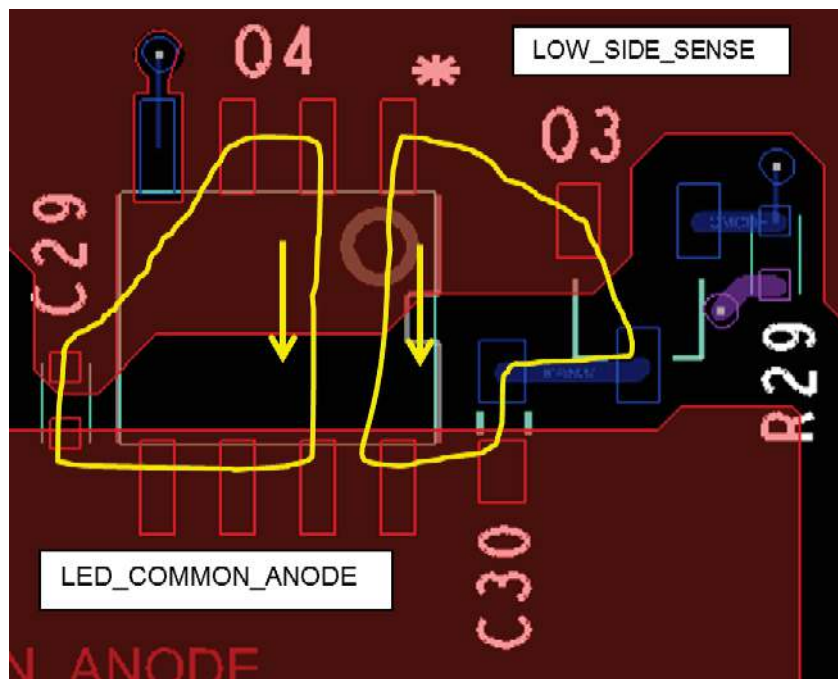 Q4
*
LOW_SIDE_SENSE
Q3
C29
R29
LED_COMMON_ANODE
C30
N_ANODE